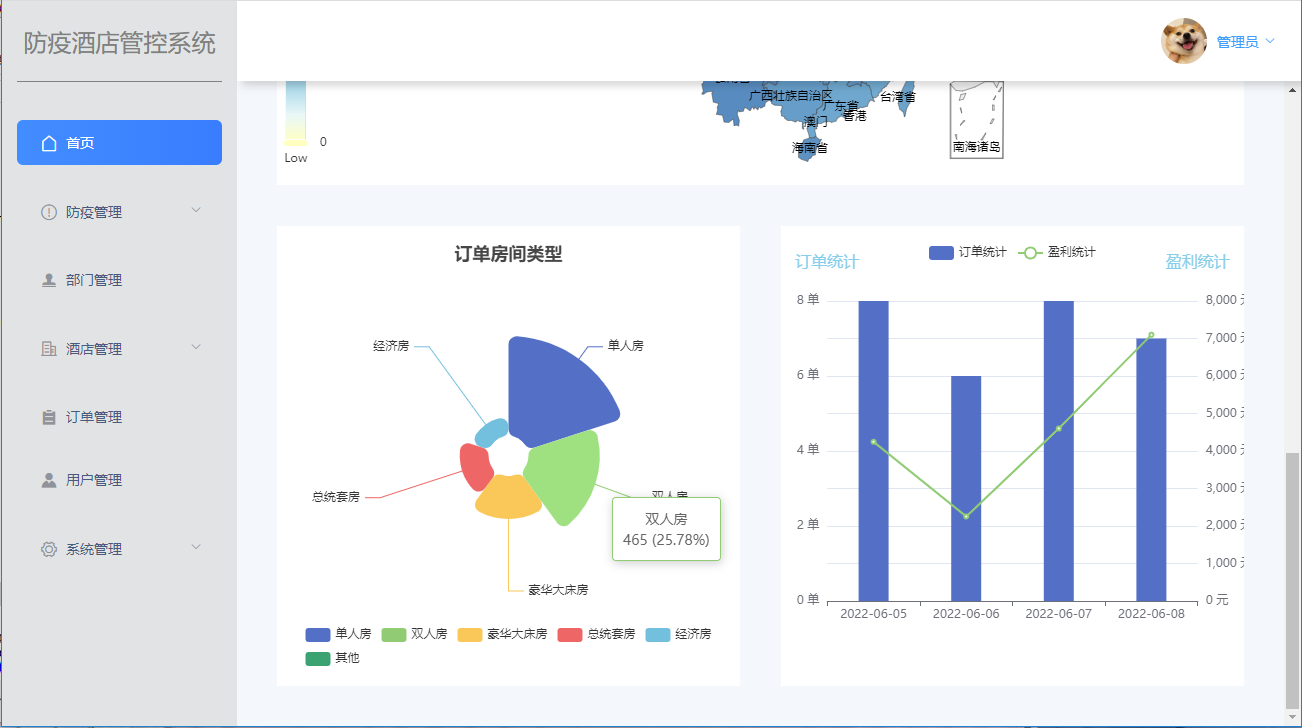 防疫酒店管控系统
管理员
首页
防疫管理
部门管理
酒店管理
订单管理
用户管理
系统管理
0
Low
广西壮族自治区
广东省
台湾省
香港
澳门
海南省
南海诸岛
订单房间类型
经济房
单人房
总统套房
双人房
双人房
465 (25.78%)
豪华大床房
单人房 双人房 豪华大床房 总统套房 经济房
其他
订单统计 盈利统计
订单统计
盈利统计
8 单 8,000 元
7,000 元
6 单 6,000 元
5,000 元
4 单 4,000 元
3,000 元
2 单 2,000 元
1,000 元
0 单 0 元
2022-06-05 2022-06-06 2022-06-07 2022-06-08